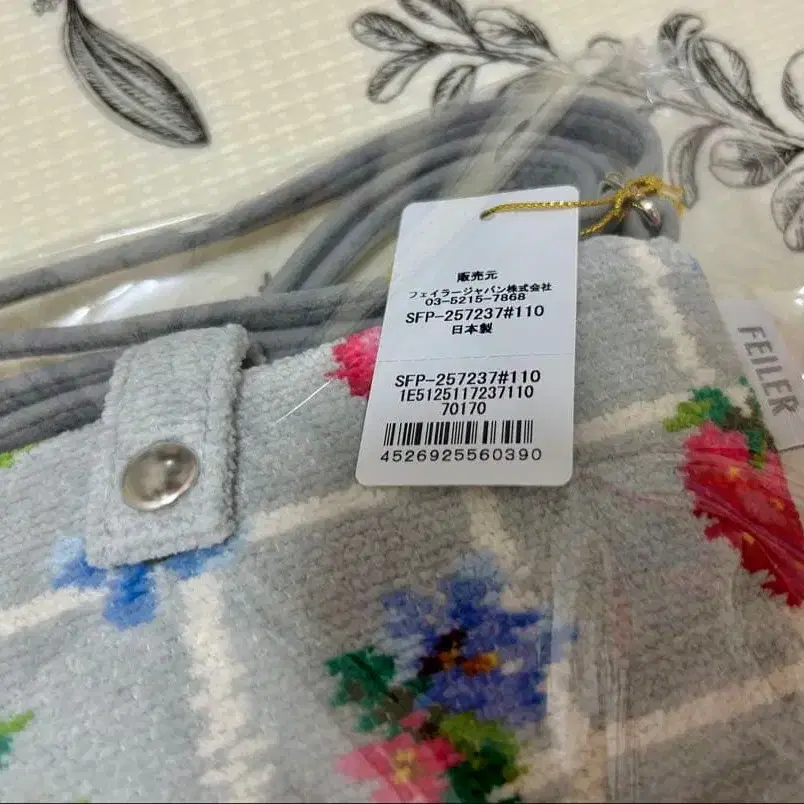 販売元
フェイラージャパン株式会社
03-5215-7868
SFP-257237#110
日本製
SFP-257237#110
1E5125117237110
70170
4526925560390
FEILER